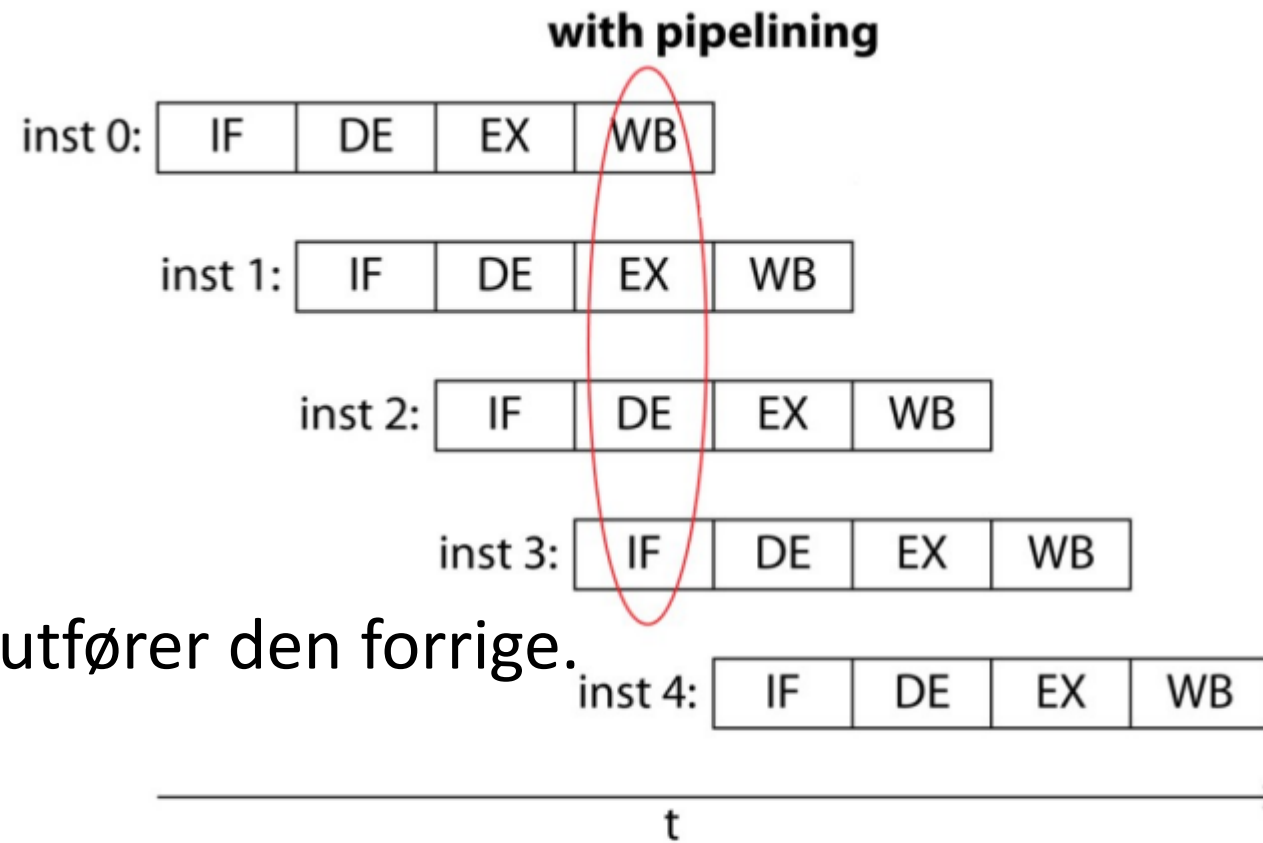 with pipelining
inst 0: IF DE EX WB
inst 1: IF DE EX WB
inst 2: IF DE EX WB
inst 3: IF DE EX WB
utfører den forrige.
inst 4: IF DE EX WB
t